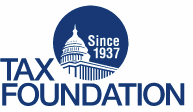 Since
1937
TAX
FOUNDATION